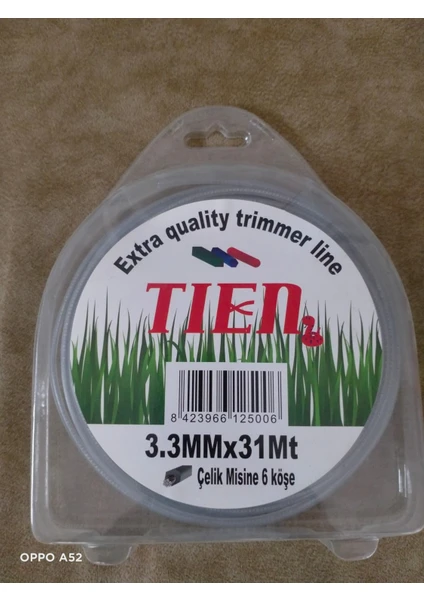 Extra quality trimmer line
TIEN
8 423966 125006
3.3MMx31Mt
Çelik Misine 6 köşe
OPPO A52